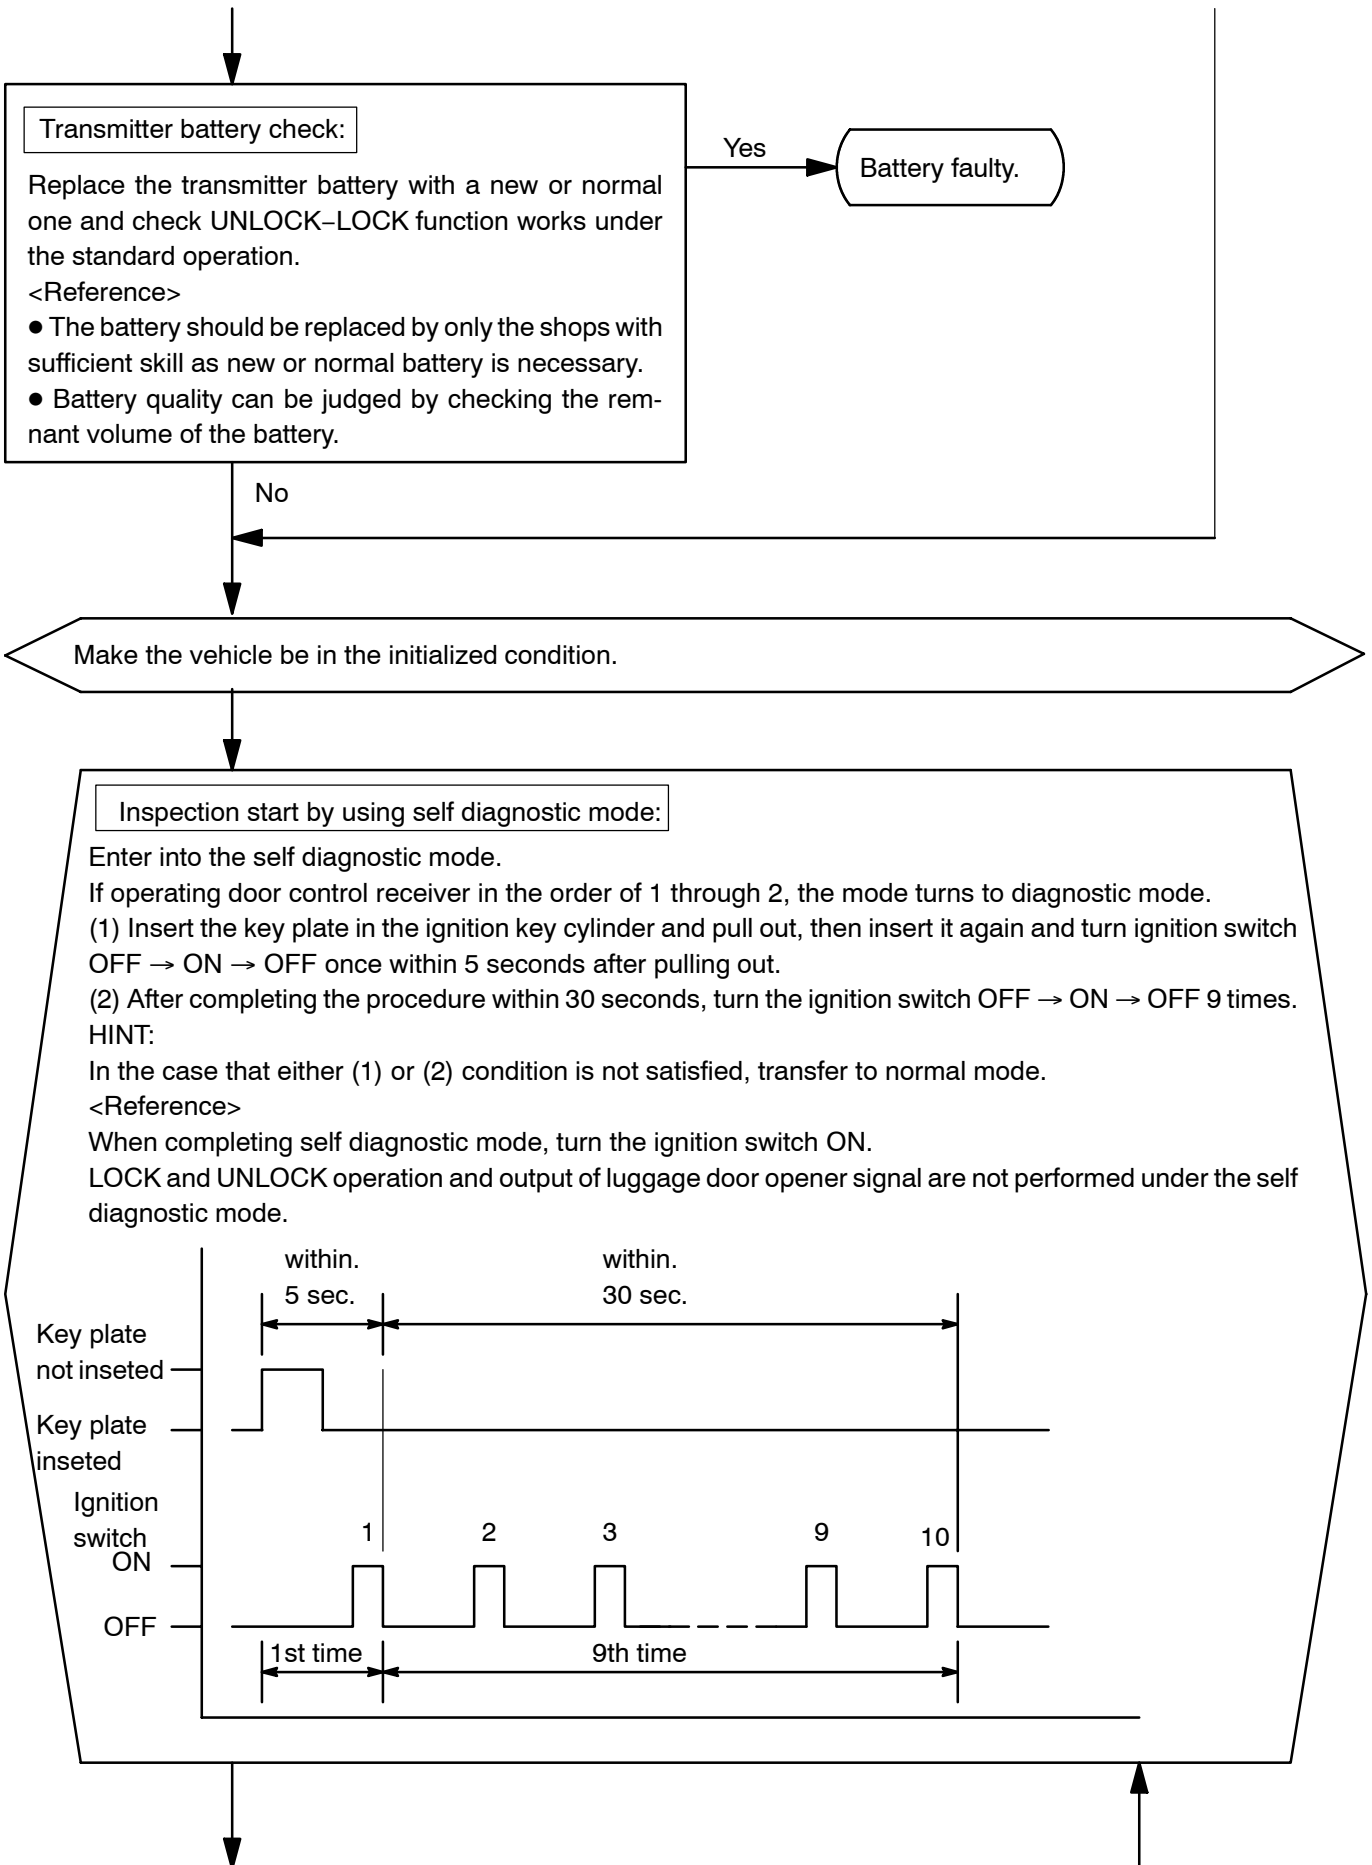 Transmitter battery check:
Replace the transmitter battery with a new or normal
one and check UNLOCK–LOCK function works under
the standard operation.
<Reference>
● The battery should be replaced by only the shops with
sufficient skill as new or normal battery is necessary.
● Battery quality can be judged by checking the rem-
nant volume of the battery.
Yes
Battery faulty.
No
Make the vehicle be in the initialized condition.
Inspection start by using self diagnostic mode:
Enter into the self diagnostic mode.
If operating door control receiver in the order of 1 through 2, the mode turns to diagnostic mode.
(1) Insert the key plate in the ignition key cylinder and pull out, then insert it again and turn ignition switch
OFF → ON → OFF once within 5 seconds after pulling out.
(2) After completing the procedure within 30 seconds, turn the ignition switch OFF → ON → OFF 9 times.
HINT:
In the case that either (1) or (2) condition is not satisfied, transfer to normal mode.
<Reference>
When completing self diagnostic mode, turn the ignition switch ON.
LOCK and UNLOCK operation and output of luggage door opener signal are not performed under the self
diagnostic mode.
within.
5 sec.
within.
30 sec.
Key plate
not inseted
Key plate
inseted
Ignition
switch
ON
OFF
1 2 3 9 10
1st time
9th time